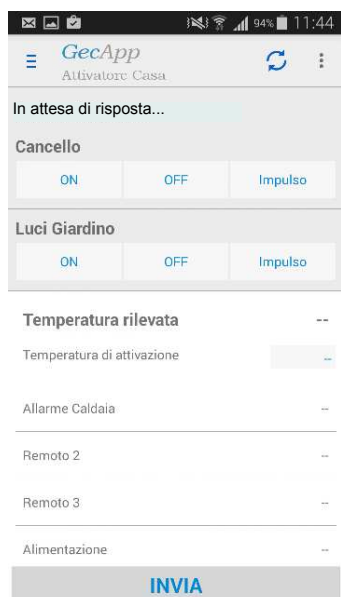 94% 11:44
GecApp
Attivatore Casa
In attesa di risposta...
Cancello
ON OFF Impulso
Luci Giardino
ON OFF Impulso
Temperatura rilevata --
Temperatura di attivazione --
Allarme Caldaia --
Remoto 2 --
Remoto 3 --
Alimentazione --
INVIA